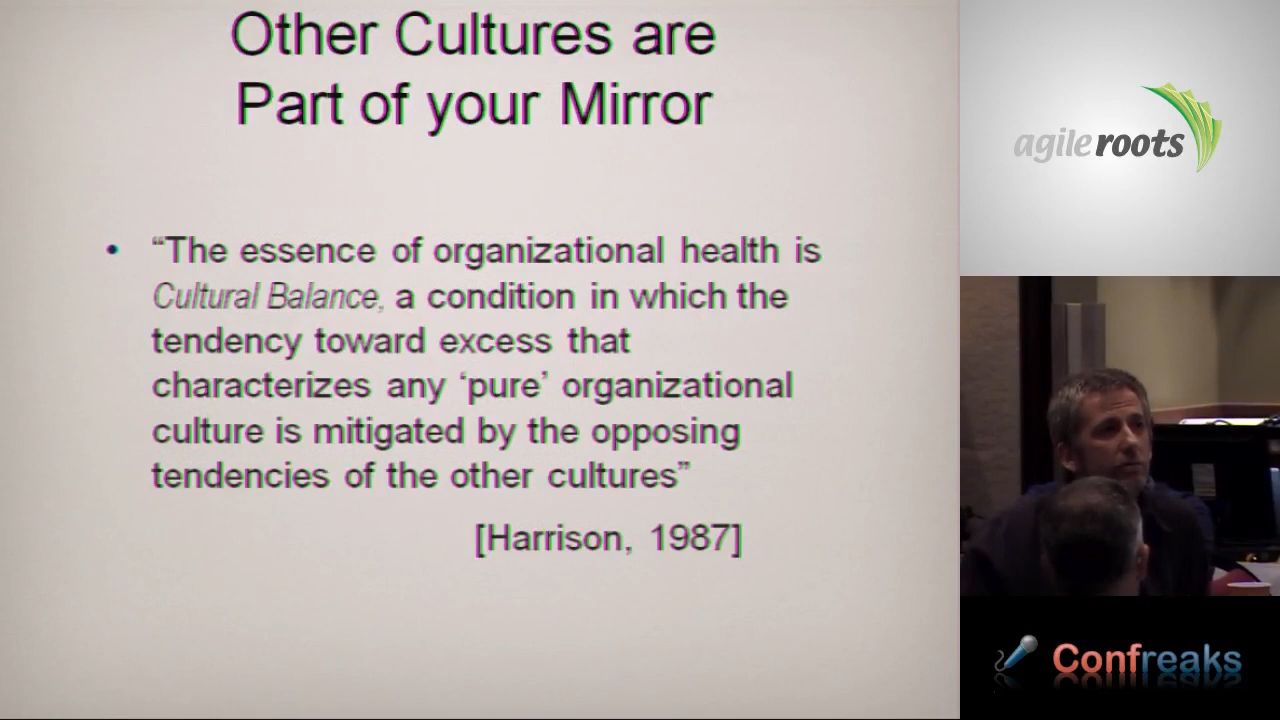 Other Cultures are
Part of your Mirror
• “The essence of organizational health is
Cultural Balance, a condition in which the
tendency toward excess that
characterizes any ‘pure’ organizational
culture is mitigated by the opposing
tendencies of the other cultures”
[Harrison, 1987]
agile roots
Confreaks